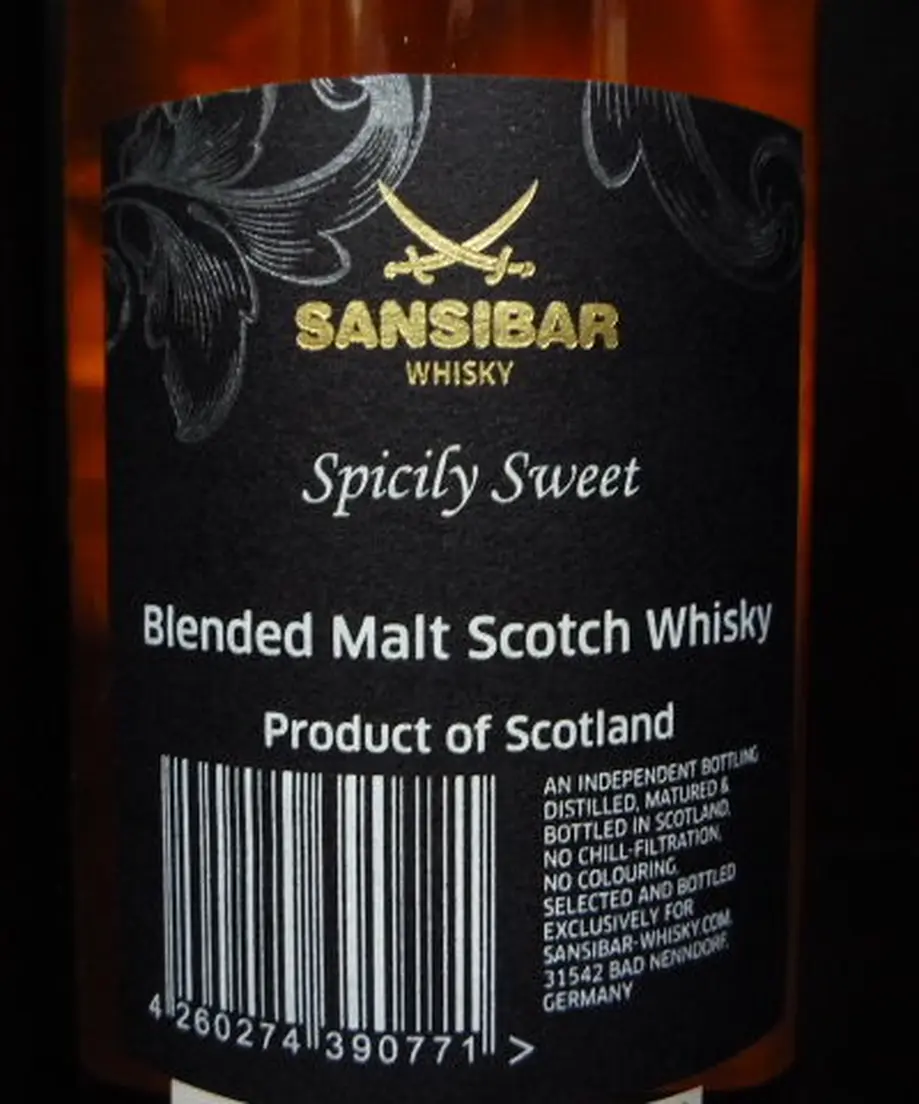 SANSIBAR
WHISKY
Spicily Sweet
Blended Malt Scotch Whisky
Product of Scotland
AN INDEPENDENT BOTTLING
DISTILLED, MATURED &
BOTTLED IN SCOTLAND,
NO CHILL-FILTRATION,
NO COLOURING,
SELECTED AND BOTTLED
EXCLUSIVELY FOR
SANSIBAR-WHISKY.COM,
31542 BAD NENNDORF,
GERMANY
4 260274 390771 >